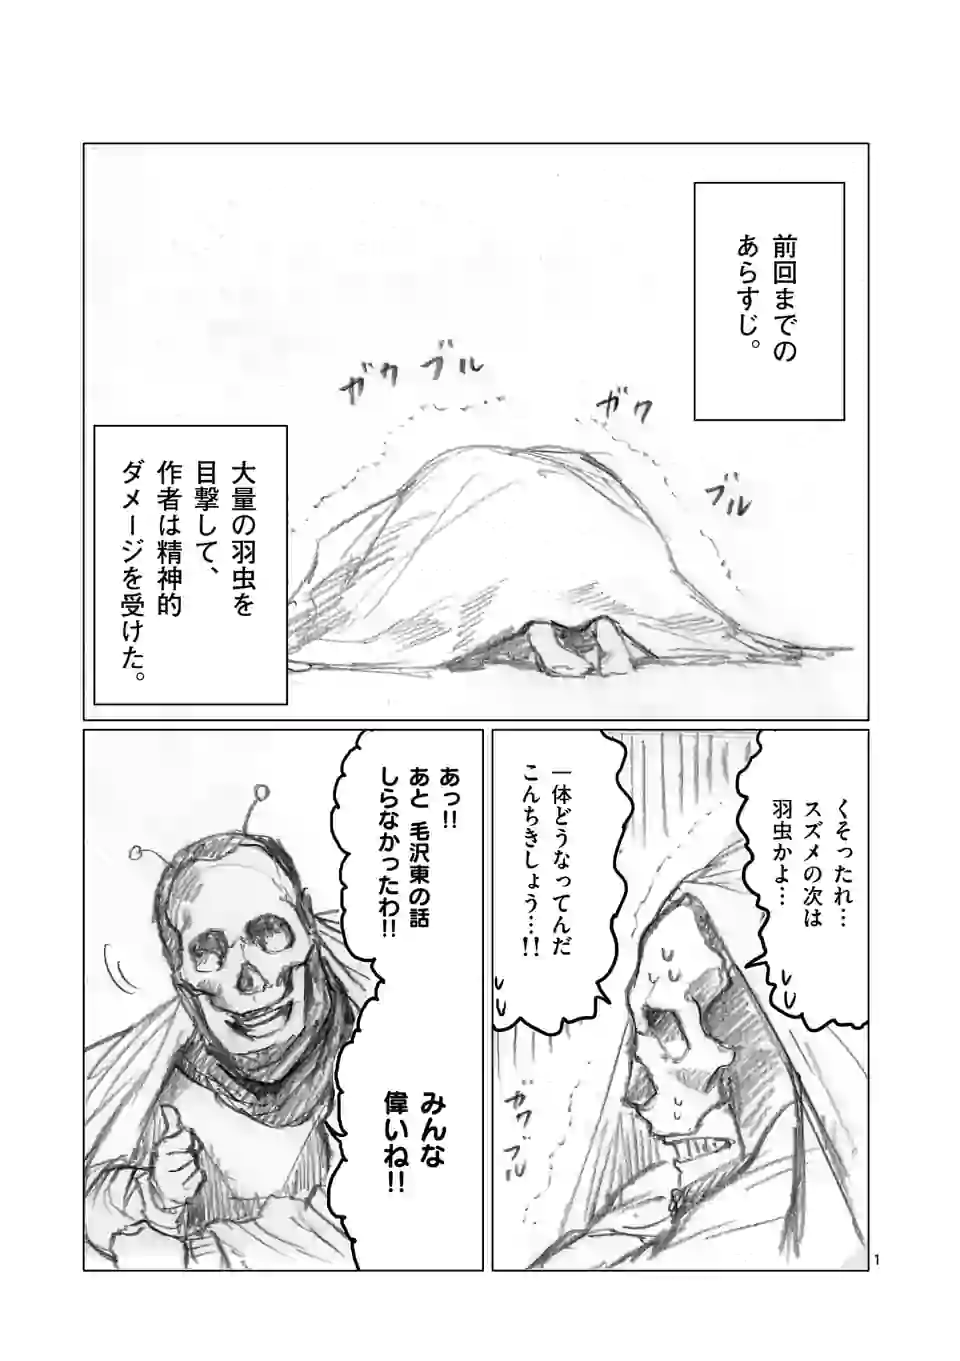 前回までの
あらすじ。
ガク
ブル
ガク
ブル
大量の羽虫を
目撃して、
作者は精神的
ダメージを受けた。
くそったれ…
スズメの次は
羽虫かよ…
一体どうなってんだ
こんちきしょう…!!
ガク
ブル
あっ!!
あと 毛沢東の話
しらなかったわ!!
みんな
偉いね!!
1